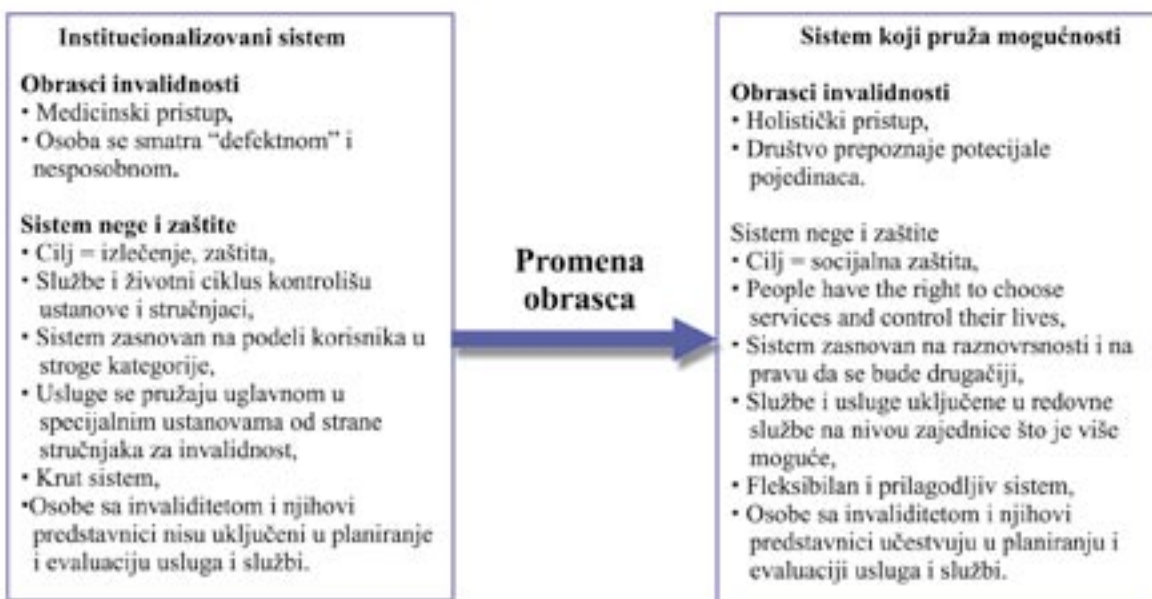 Institucionalizovani sistem
Obrasci invalidnosti
• Medicinski pristup,
• Osoba se smatra “defektnom” i
nesposobnom.
Sistem nege i zaštite
• Cilj = izlečenje, zaštita,
• Službe i životni ciklus kontrolišu
ustanove i stručnjaci,
• Sistem zasnovan na podeli korisnika u
stroge kategorije,
• Usluge se pružaju uglavnom u
specijalnim ustanovama od strane
stručnjaka za invalidnost,
• Krut sistem,
•Osobe sa invaliditetom i njihovi
predstavnici nisu uključeni u planiranje
i evaluaciju usluga i službi.
Promena
obrasca
Sistem koji pruža mogućnosti
Obrasci invalidnosti
• Holistički pristup,
• Društvo prepoznaje potecijale
pojedinaca.
Sistem nege i zaštite
• Cilj = socijalna zaštita,
• People have the right to choose
services and control their lives,
• Sistem zasnovan na raznovrsnosti i na
pravu da se bude drugačiji,
• Službe i usluge uključene u redovne
službe na nivou zajednice što je više
moguće,
• Fleksibilan i prilagodljiv sistem,
• Osobe sa invaliditetom i njihovi
predstavnici učestvuju u planiranju i
evaluaciji usluga i službi.